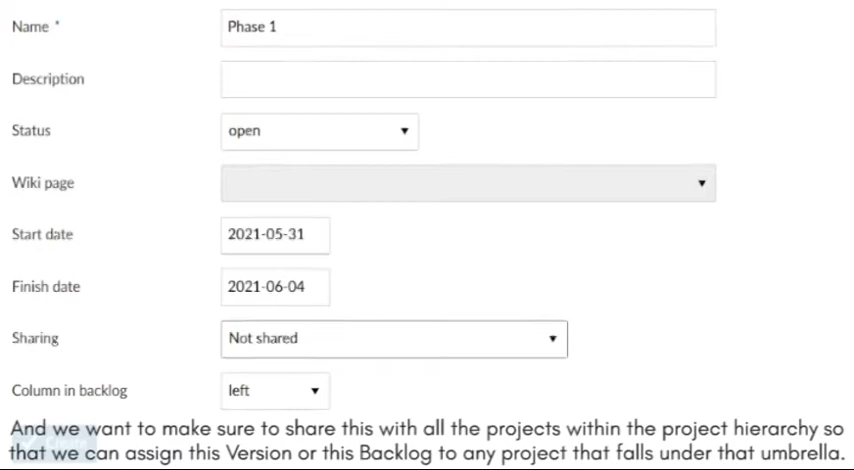 Name * Phase 1
Description
Status open
Wiki page
Start date 2021-05-31
Finish date 2021-06-04
Sharing Not shared
Column in backlog left
And we want to make sure to share this with all the projects within the project hierarchy so
that we can assign this Version or this Backlog to any project that falls under that umbrella.